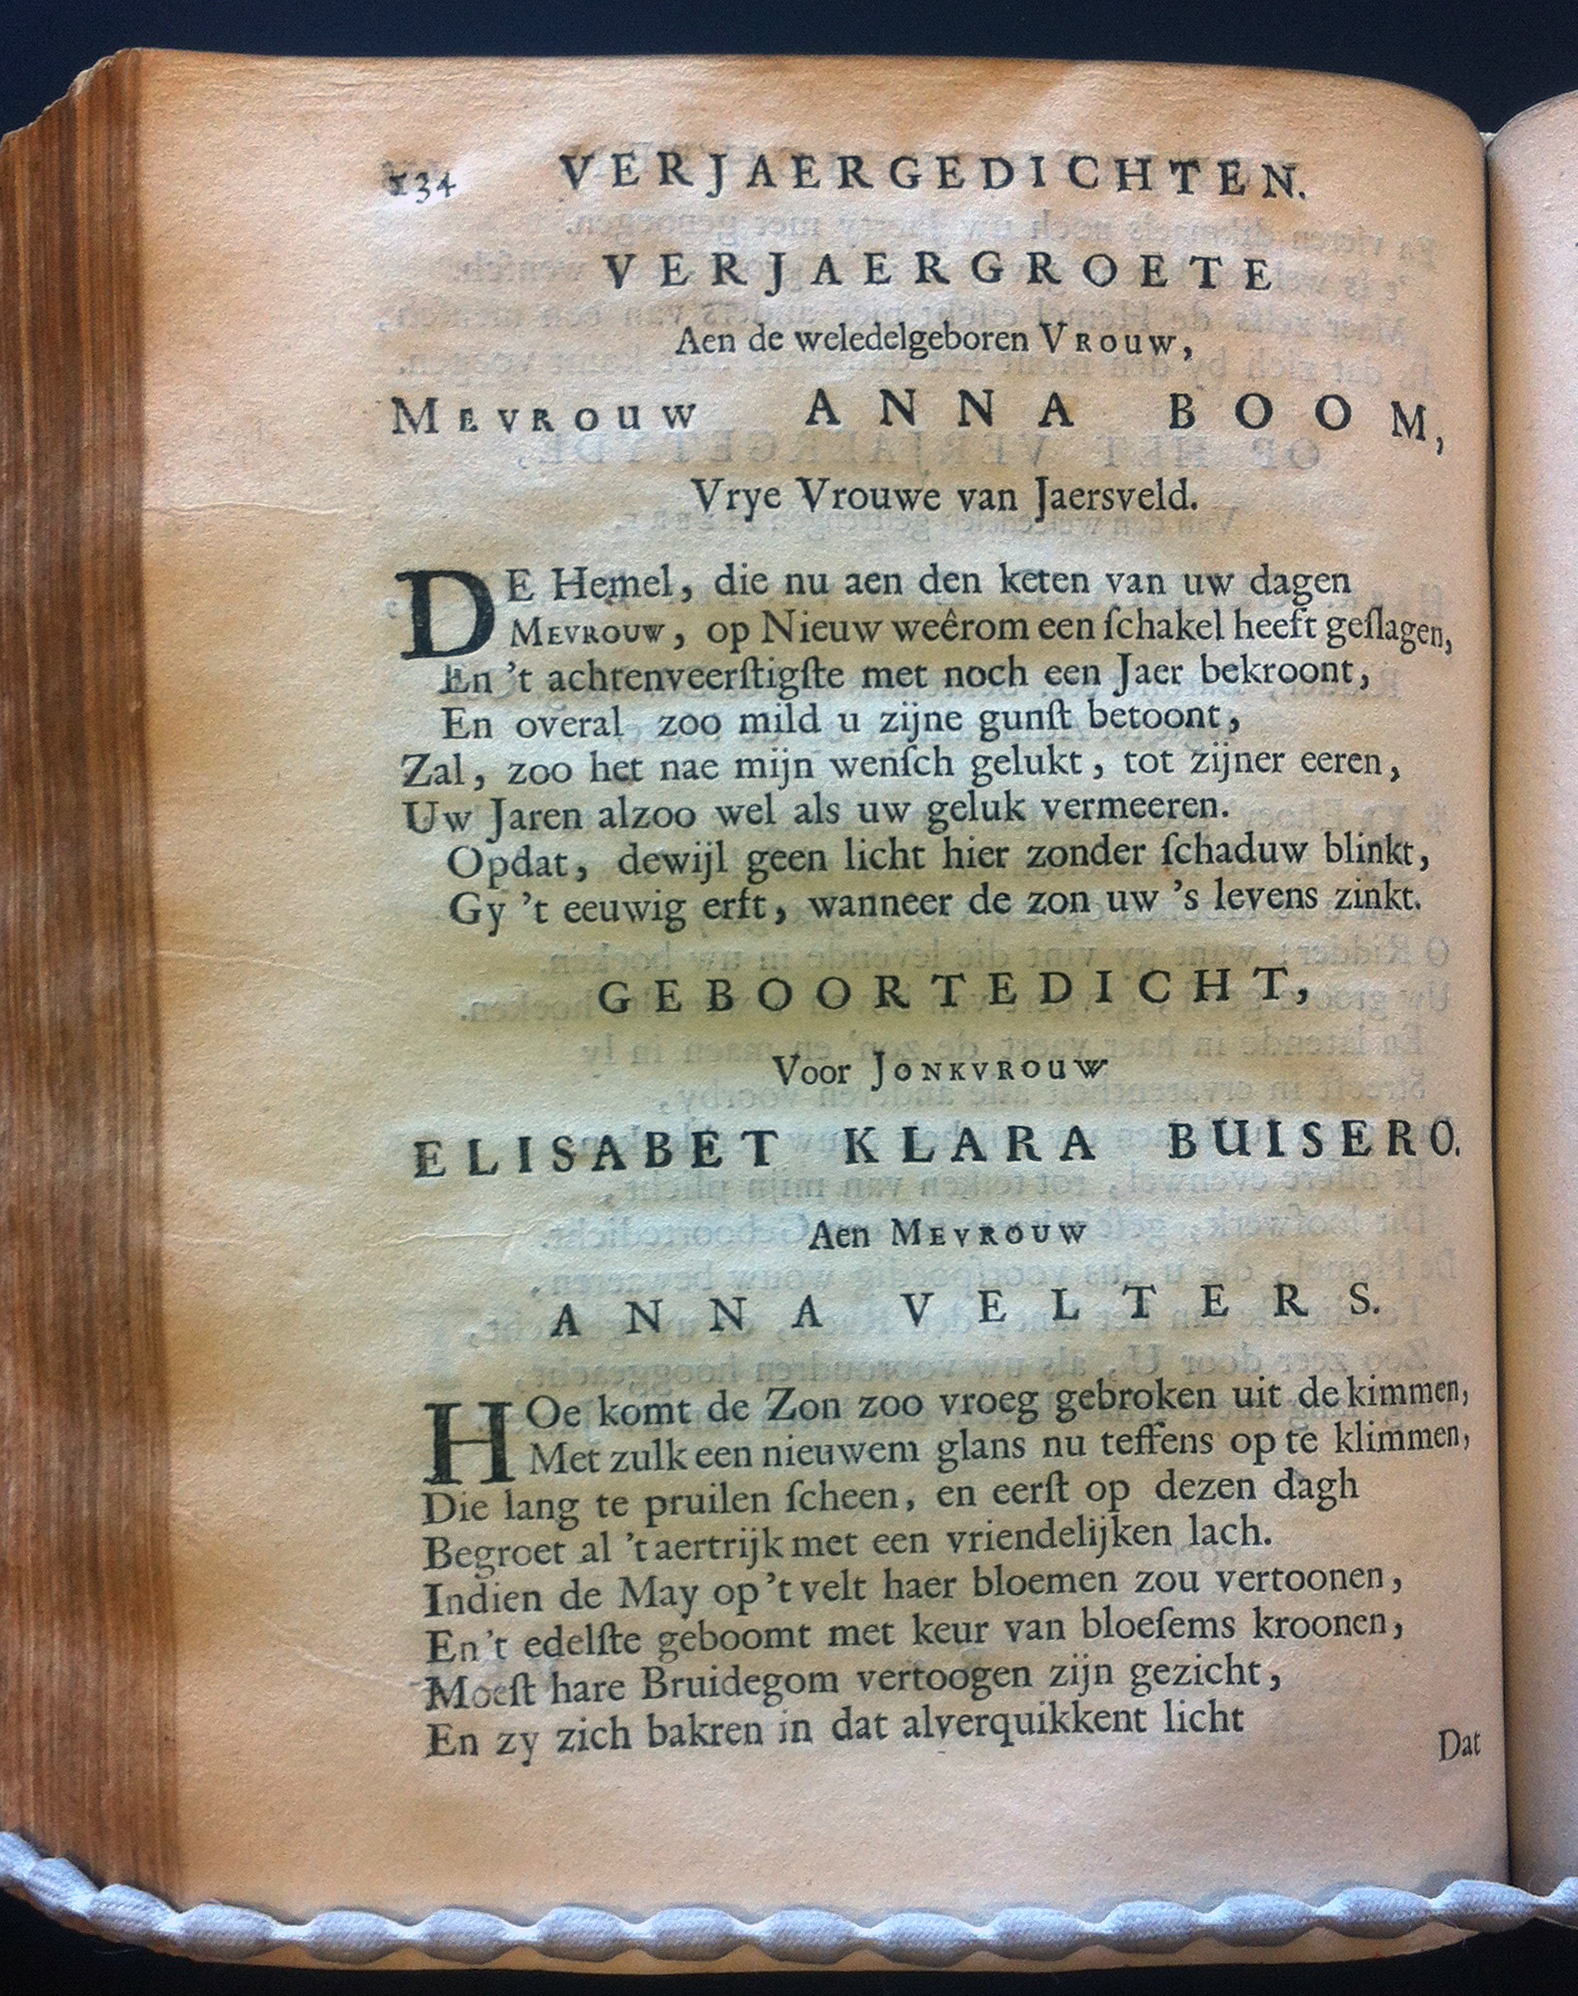 134 VERJAERGEDICHTEN.
VERJAERGROETE
Aen de weledelgeboren VROUW,
MEVROUW ANNA BOOM,
Vrye Vrouwe van Jaersveld.
DE Hemel, die nu aen den keten van uw dagen
MEVROUW, op Nieuw weêrom een ſchakel heeft geſlagen,
En 't achtenveerſtigſte met noch een Jaer bekroont,
En overal zoo mild u zijne gunſt betoont,
Zal, zoo het nae mijn wenſch gelukt, tot zijner eeren,
Uw Jaren alzoo wel als uw geluk vermeeren.
Opdat, dewijl geen licht hier zonder ſchaduw blinkt,
Gy 't eeuwig erft, wanneer de zon uw 's levens zinkt.
GEBOORTEDICHT,
Voor JONKVROUW
ELISABET KLARA BUISERO.
Aen MEVROUW
ANNA VELTERS.
HOe komt de Zon zoo vroeg gebroken uit de kimmen,
Met zulk een nieuwem glans nu teffens op te klimmen,
Die lang te pruilen ſcheen, en eerſt op dezen dagh
Begroet al 't aertrijk met een vriendelijken lach.
Indien de May op 't velt haer bloemen zou vertoonen,
En 't edelſte geboomt met keur van bloeſems kroonen,
Moeſt hare Bruidegom vertoogen zijn gezicht,
En zy zich bakren in dat alverquikkent licht
Dat